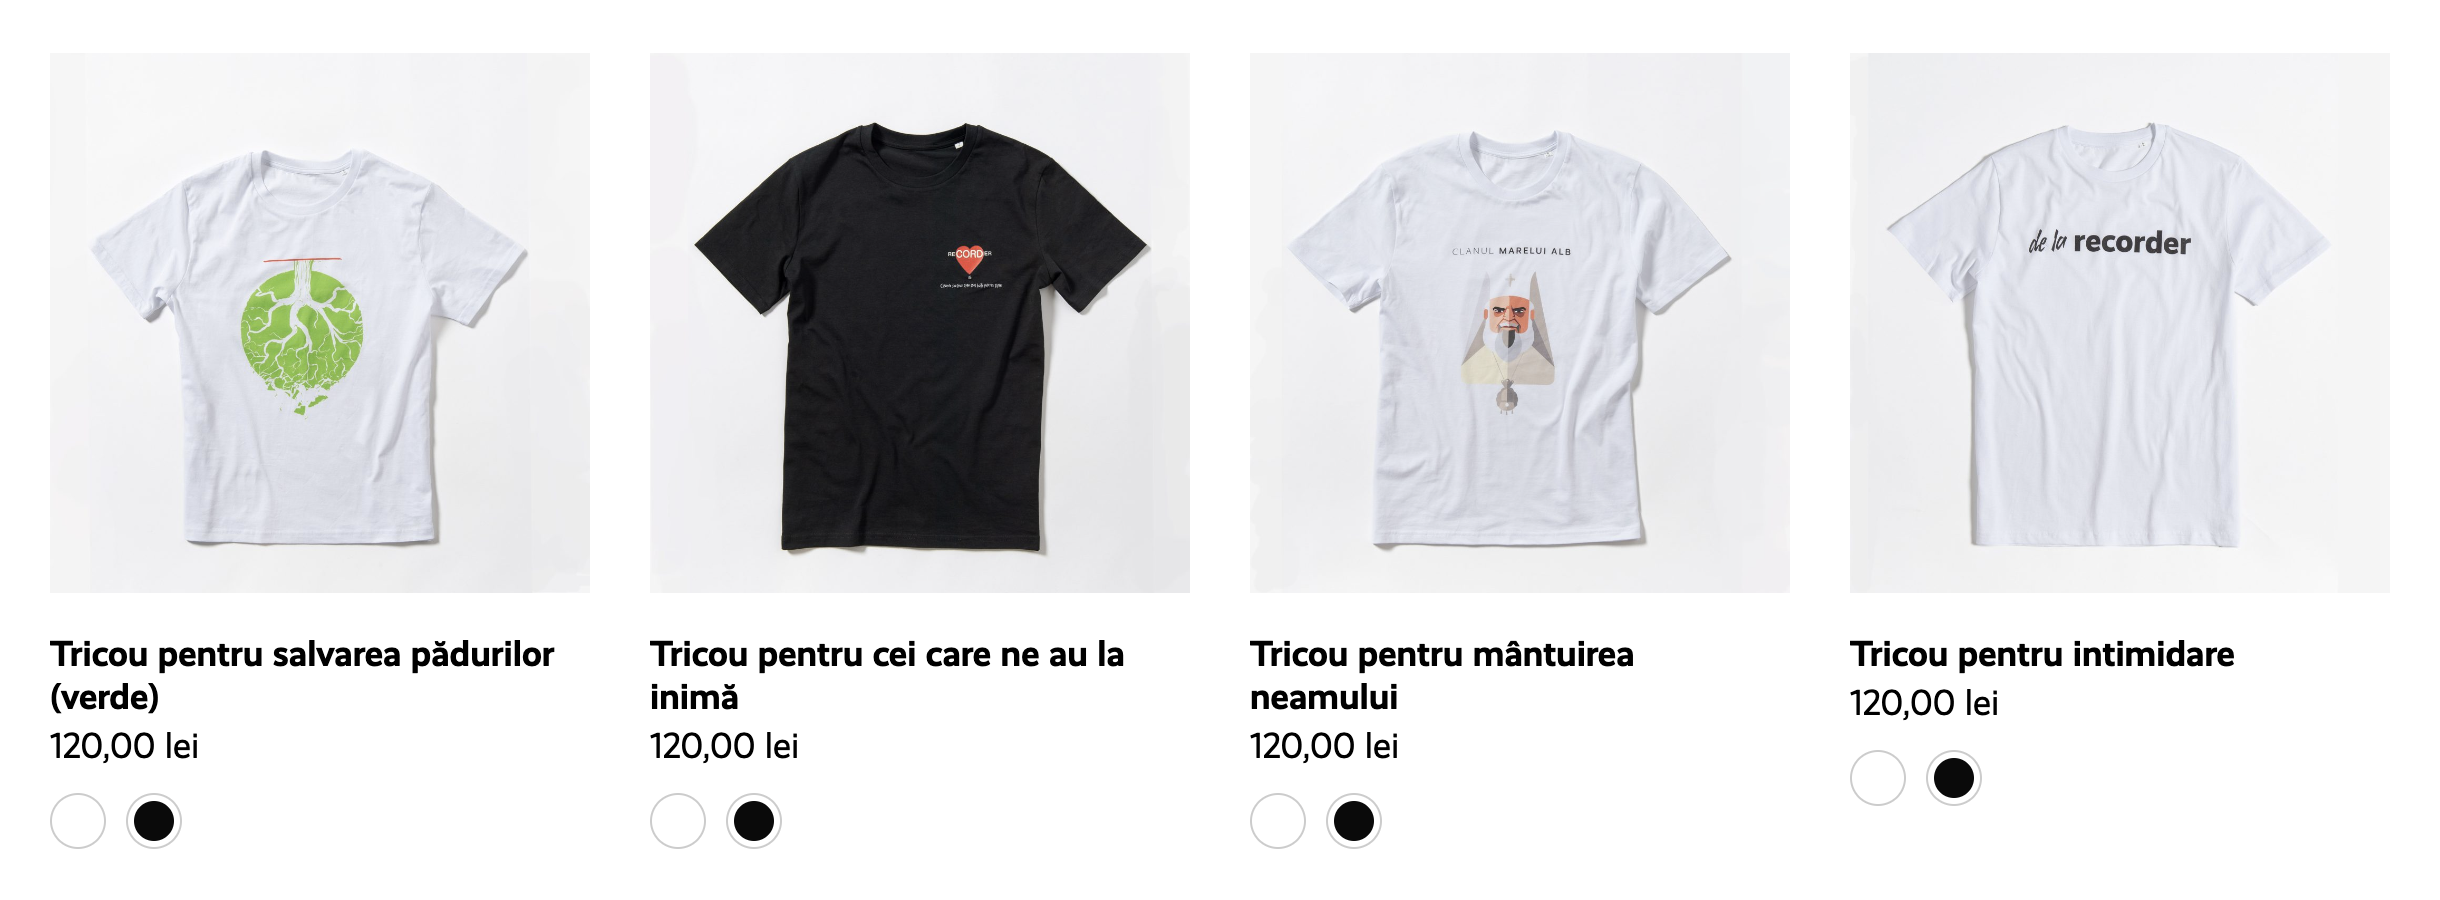 CLANUL MARELUI ALB
de la recorder
RECORDER
Tricou pentru salvarea pădurilor
(verde)
120,00 lei
Tricou pentru cei care ne au la
inimă
120,00 lei
Tricou pentru mântuirea
neamului
120,00 lei
Tricou pentru intimidare
120,00 lei